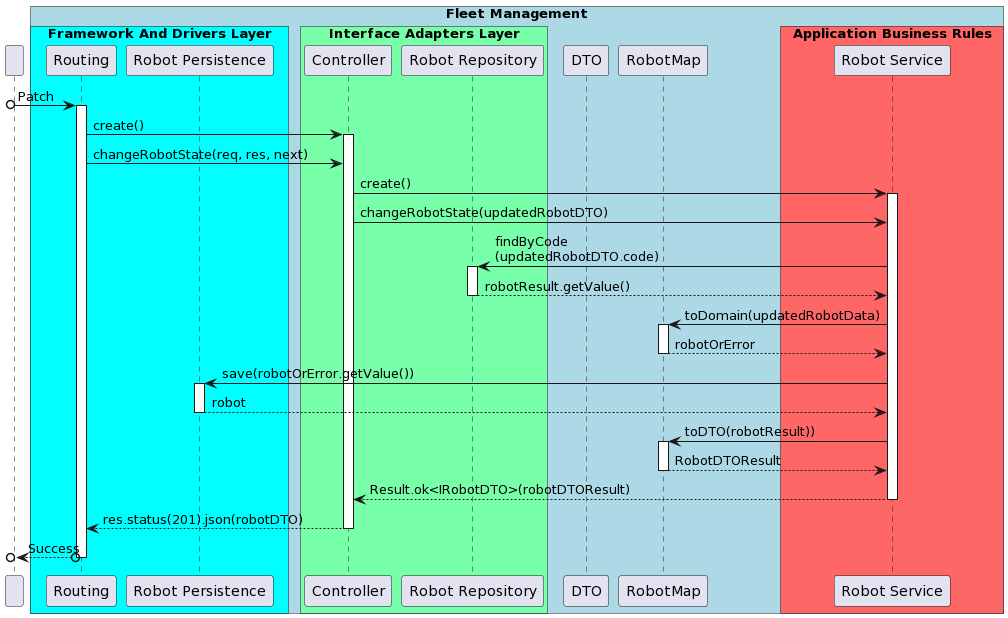 Fleet Management
Framework And Drivers Layer
Interface Adapters Layer
Application Business Rules
Routing
Robot Persistence
Controller
Robot Repository
DTO
RobotMap
Robot Service
Patch
create()
changeRobotState(req, res, next)
create()
changeRobotState(updatedRobotDTO)
findByCode
(updatedRobotDTO.code)
robotResult.getValue()
toDomain(updatedRobotData)
robotOrError
save(robotOrError.getValue())
robot
toDTO(robotResult))
RobotDTOResult
Result.ok<IRobotDTO>(robotDTOResult)
res.status(201).json(robotDTO)
Success
Routing
Robot Persistence
Controller
Robot Repository
DTO
RobotMap
Robot Service